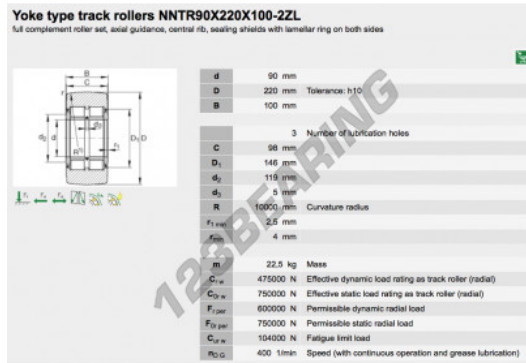 Yoke type track rollers NNTR90X220X100-2ZL
full complement roller set, axial guidance, central rib, sealing shields with lamellar ring on both sides
d 90 mm
D 220 mm Tolerance: h10
B 100 mm
3 Number of lubrication holes
C 98 mm
D1 146 mm
d2 119 mm
d3 5 mm
R 10000 mm Curvature radius
r1 min 2,5 mm
rmin 4 mm
m 22,5 kg Mass
Cr w 475000 N Effective dynamic load rating as track roller (radial)
C0r w 750000 N Effective static load rating as track roller (radial)
Fr per 600000 N Permissible dynamic radial load
F0r per 750000 N Permissible static radial load
Cur w 104000 N Fatigue limit load
nD G 400 1/min Speed (with continuous operation and grease lubrication)
B
C
r
d3
d2 d D1 D
R
r1
123BEARING